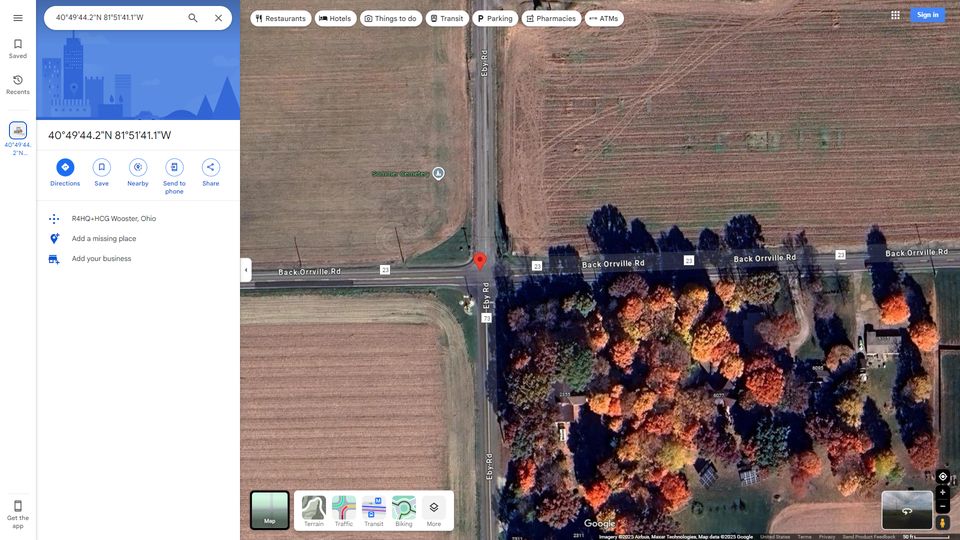 40°49'44.2"N 81°51'41.1"W
Restaurants
Hotels
Things to do
Transit
Parking
Pharmacies
ATMs
Sign in
Saved
Recents
40°49'44.
2"N...
40°49'44.2"N 81°51'41.1"W
Directions
Save
Nearby
Send to
phone
Share
R4HQ+HCG Wooster, Ohio
Add a missing place
Add your business
Get the
app
Eby Rd
Sommer Cemetery
Back Orrville Rd
23
23
Back Orrville Rd
23
Back Orrville Rd
23
Back Orrville Rd
Eby Rd
73
Eby Rd
6077
6095
2311
Map
Terrain
Traffic
Transit
Biking
More
Google
Imagery ©2025 Airbus, Maxar Technologies, Map data ©2025 Google
United States
Terms
Privacy
Send Product Feedback
50 ft